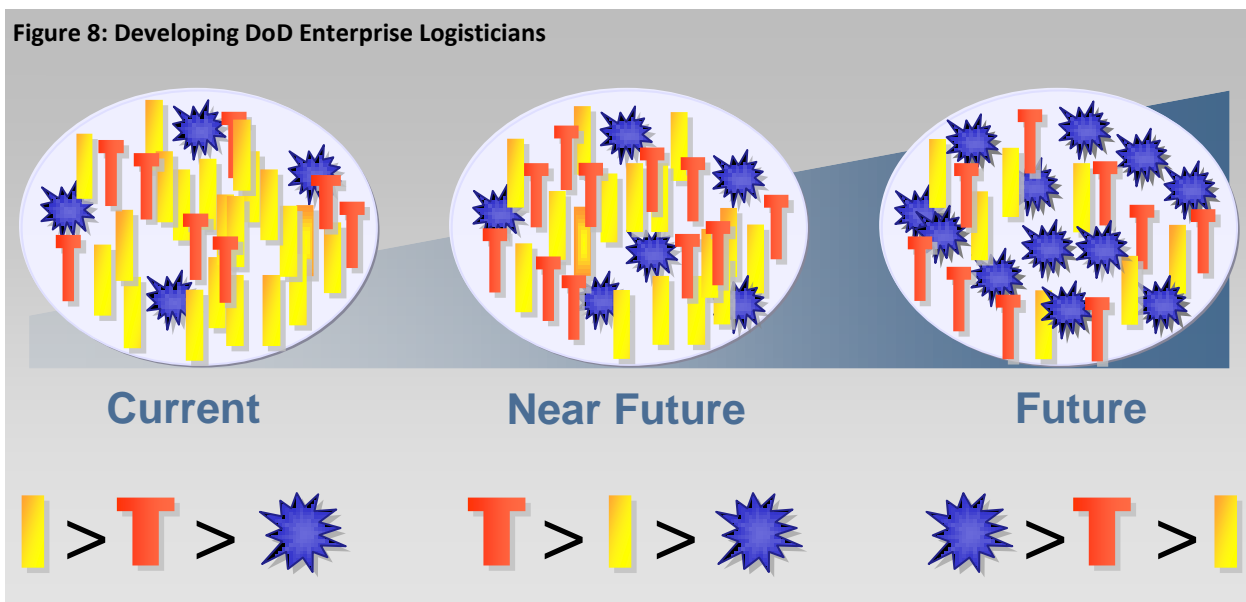 Figure 8: Developing DoD Enterprise Logisticians
Current Near Future Future
I > T > > T > I > > T > I